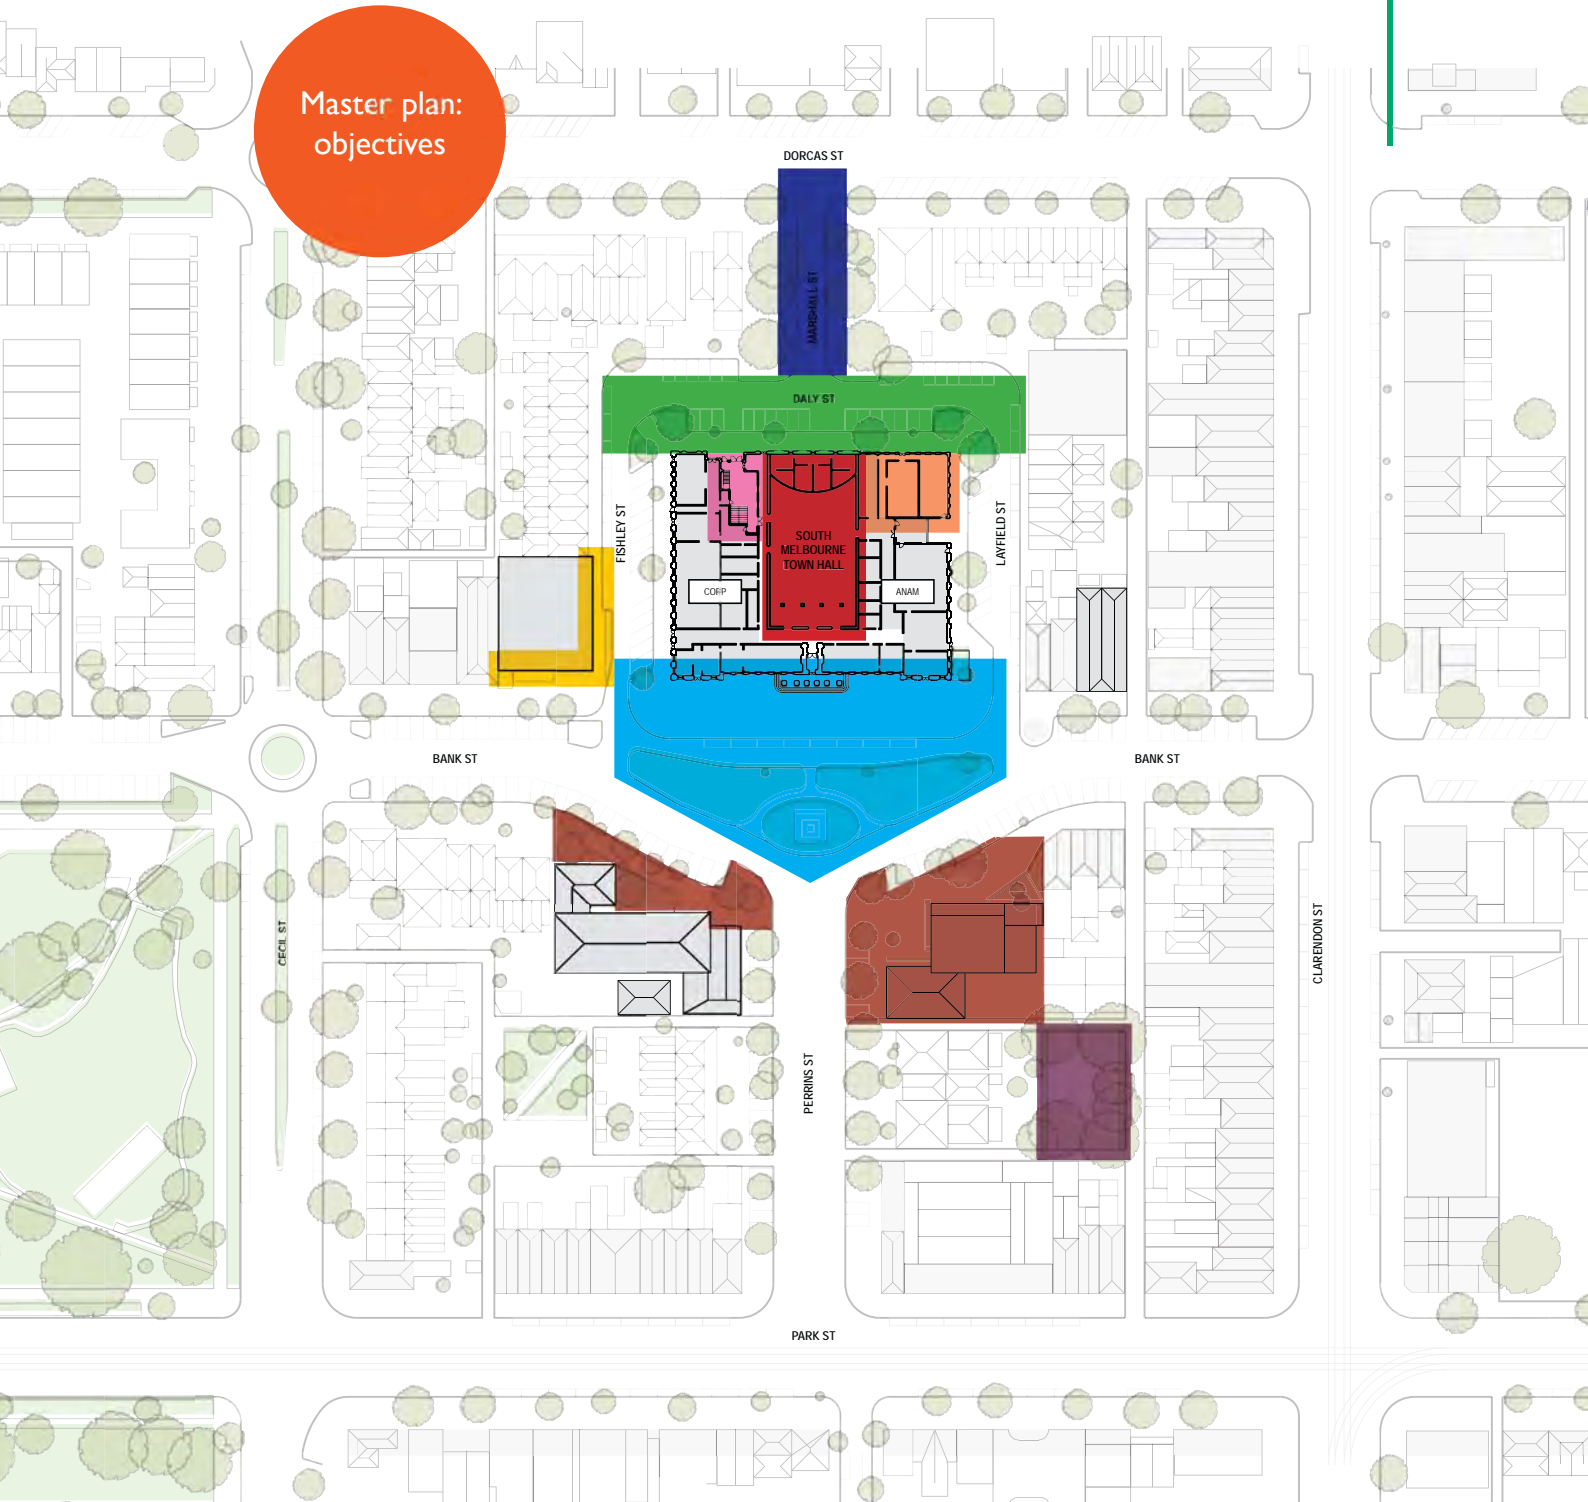 Master plan:
objectives
DORCAS ST
MARSHALL ST
DALY ST
FISHLEY ST
SOUTH
MELBOURNE
TOWN HALL
LAYFIELD ST
CORP
ANAM
BANK ST
BANK ST
CECIL ST
CLARENDON ST
PERRINS ST
PARK ST